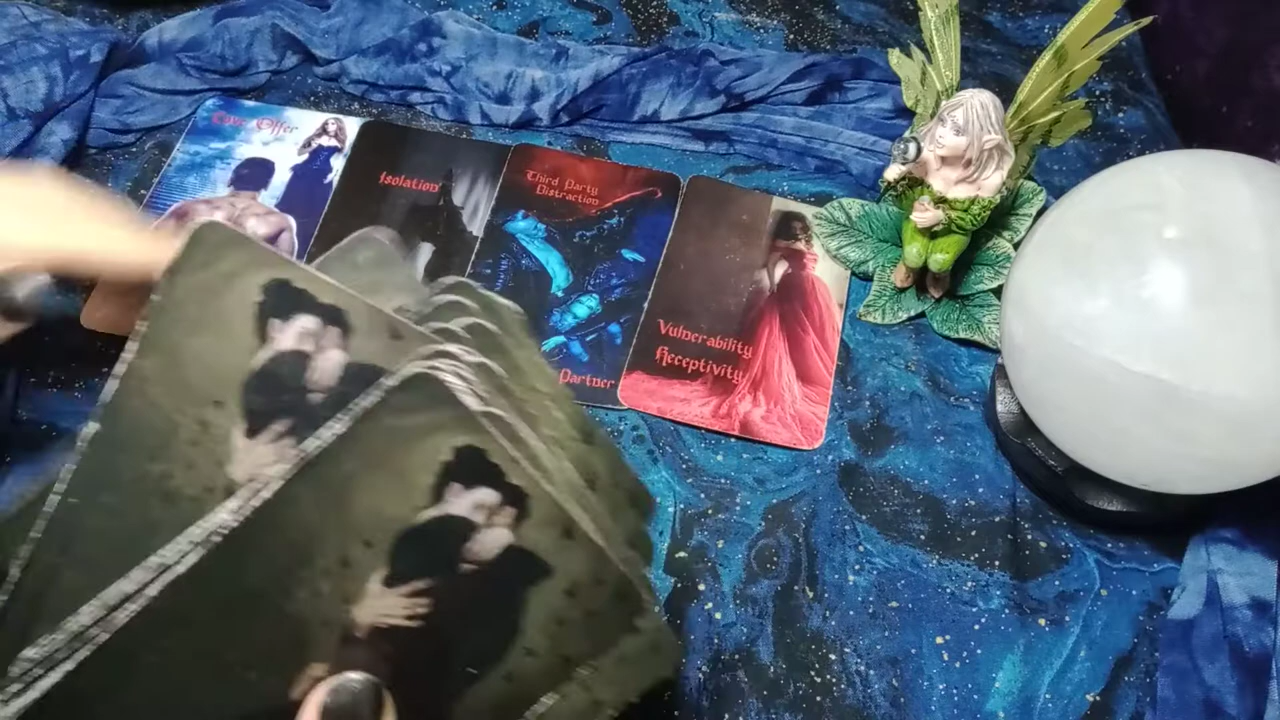 Love Offer
Isolation
Third Party
Distraction
Partner
Vulnerability
Receptivity